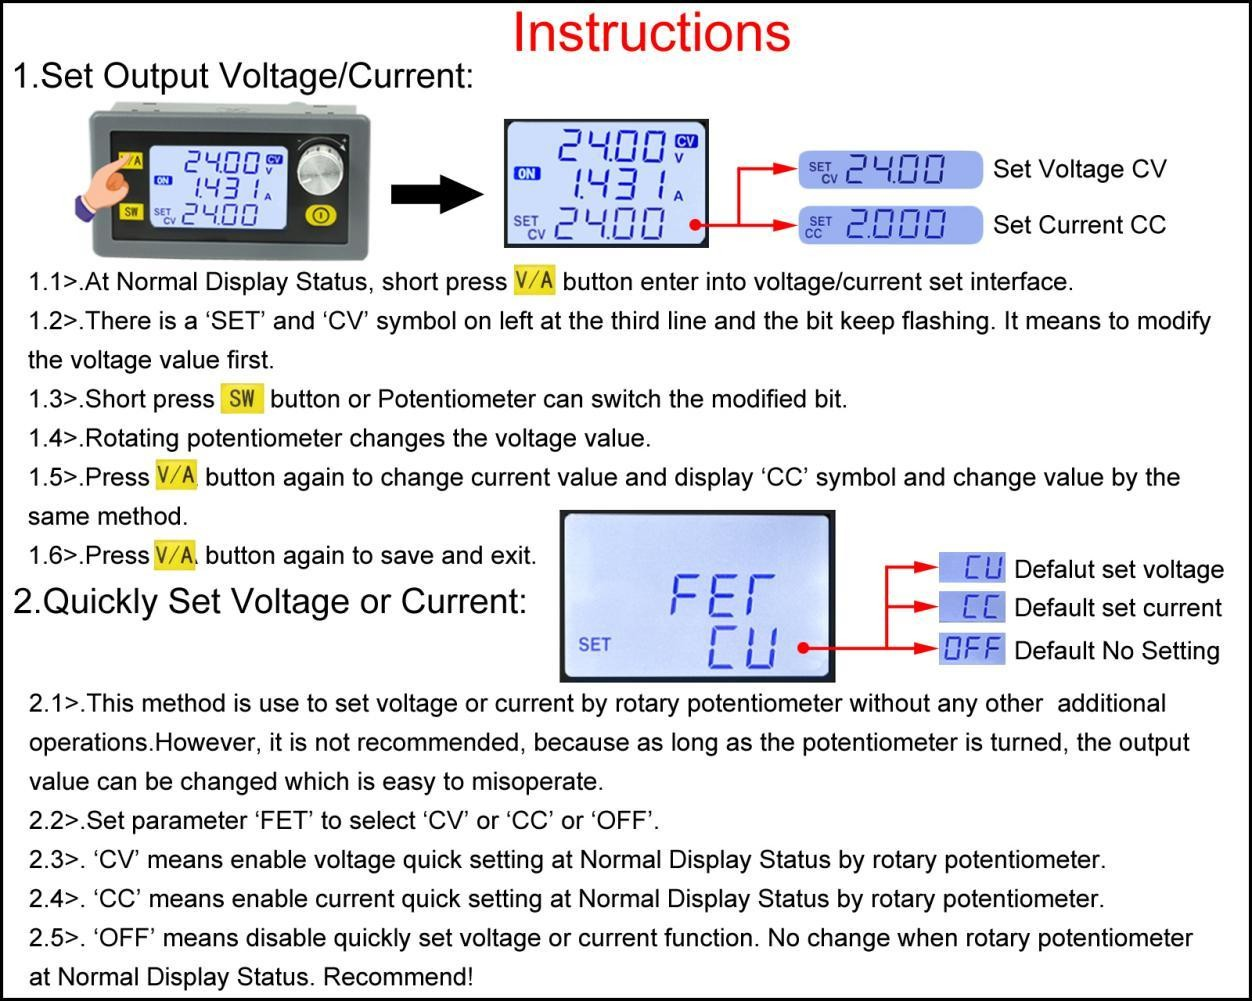 Instructions
1.Set Output Voltage/Current:
V/A
SW
24.00 CV
V
ON
1.431 A
SET
CV 24.00
24.00 CV
V
ON
1.431 A
SET
CV 24.00
SET
CV 24.00 Set Voltage CV
SET
CC 2.000 Set Current CC
1.1>.At Normal Display Status, short press V/A button enter into voltage/current set interface.
1.2>.There is a ‘SET’ and ‘CV’ symbol on left at the third line and the bit keep flashing. It means to modify
the voltage value first.
1.3>.Short press SW button or Potentiometer can switch the modified bit.
1.4>.Rotating potentiometer changes the voltage value.
1.5>.Press V/A button again to change current value and display ‘CC’ symbol and change value by the
same method.
1.6>.Press V/A button again to save and exit.
2.Quickly Set Voltage or Current:
FET
SET CU
CU Defalut set voltage
CC Default set current
OFF Default No Setting
2.1>.This method is use to set voltage or current by rotary potentiometer without any other additional
operations.However, it is not recommended, because as long as the potentiometer is turned, the output
value can be changed which is easy to misoperate.
2.2>.Set parameter ‘FET’ to select ‘CV’ or ‘CC’ or ‘OFF’.
2.3>. ‘CV’ means enable voltage quick setting at Normal Display Status by rotary potentiometer.
2.4>. ‘CC’ means enable current quick setting at Normal Display Status by rotary potentiometer.
2.5>. ‘OFF’ means disable quickly set voltage or current function. No change when rotary potentiometer
at Normal Display Status. Recommend!